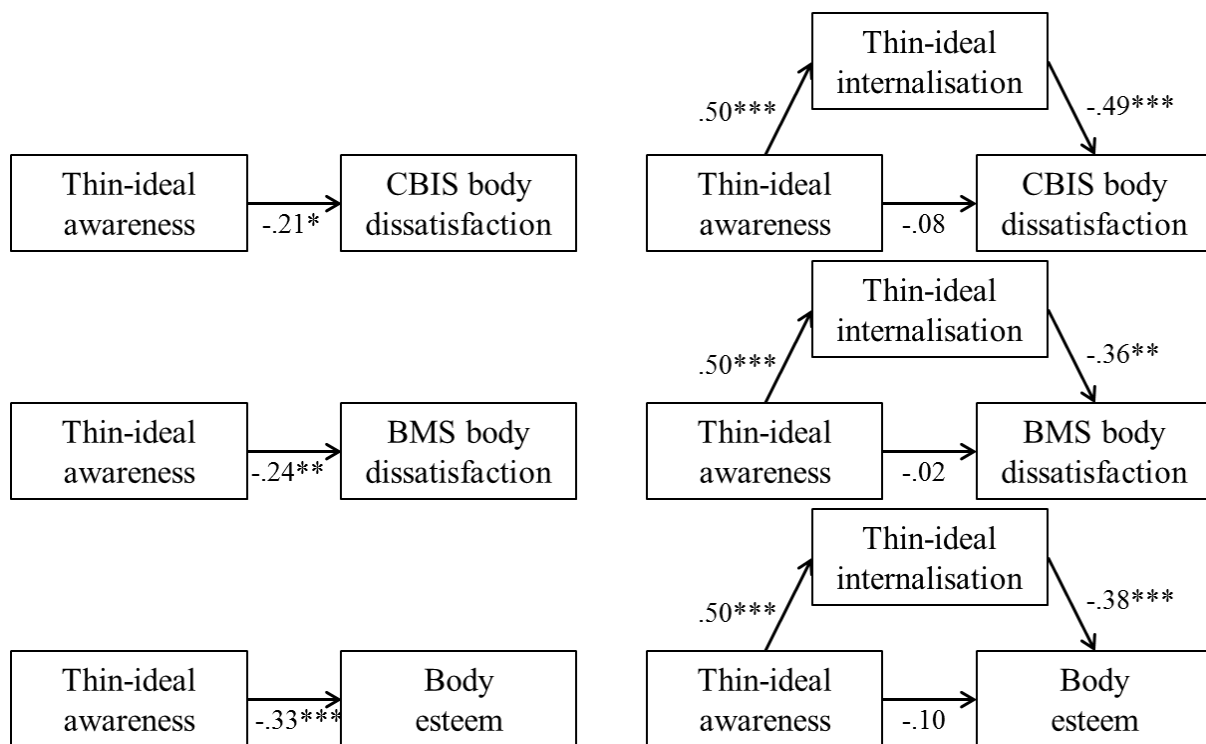 Thin-ideal
internalisation
.50***
-.49***
Thin-ideal
awareness
-.21*
CBIS body
dissatisfaction
Thin-ideal
awareness
-.08
CBIS body
dissatisfaction
Thin-ideal
internalisation
.50***
-.36**
Thin-ideal
awareness
-.24**
BMS body
dissatisfaction
Thin-ideal
awareness
-.02
BMS body
dissatisfaction
Thin-ideal
internalisation
.50***
-.38***
Thin-ideal
awareness
-.33***
Body
esteem
Thin-ideal
awareness
-.10
Body
esteem